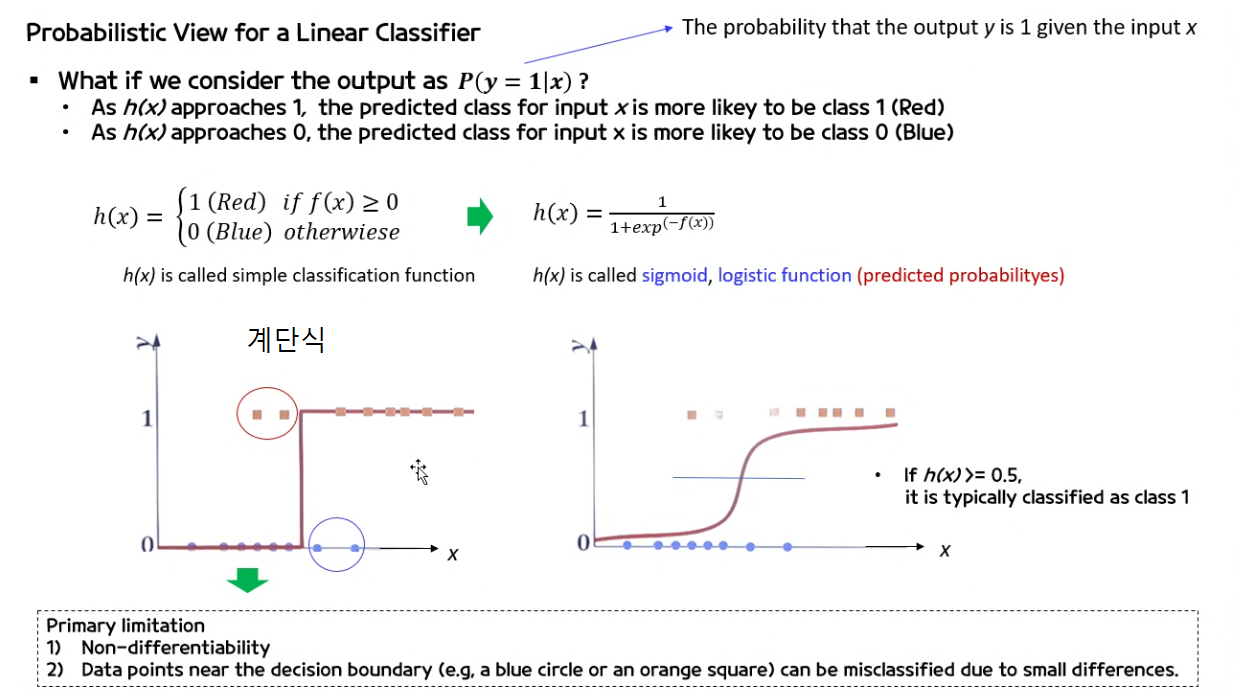 Probabilistic View for a Linear Classifier
The probability that the output y is 1 given the input x
▪ What if we consider the output as P(y = 1|x) ?
• As h(x) approaches 1, the predicted class for input x is more likey to be class 1 (Red)
• As h(x) approaches 0, the predicted class for input x is more likey to be class 0 (Blue)
h(x) = {1 (Red) if f(x) ≥ 0
0 (Blue) otherwiese
h(x) = 1 / 1+exp^(−f(x))
h(x) is called simple classification function
h(x) is called sigmoid, logistic function (predicted probabilityes)
계단식
y
1
0
x
y
1
0
x
• If h(x) >= 0.5,
it is typically classified as class 1
Primary limitation
1) Non-differentiability
2) Data points near the decision boundary (e.g, a blue circle or an orange square) can be misclassified due to small differences.